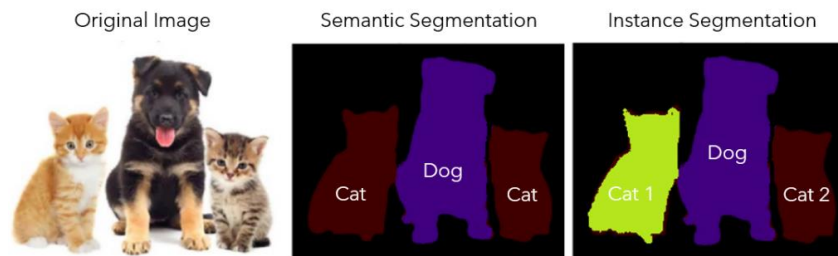 Original Image
Semantic Segmentation
Instance Segmentation
Cat
Dog
Cat
Cat 1
Dog
Cat 2